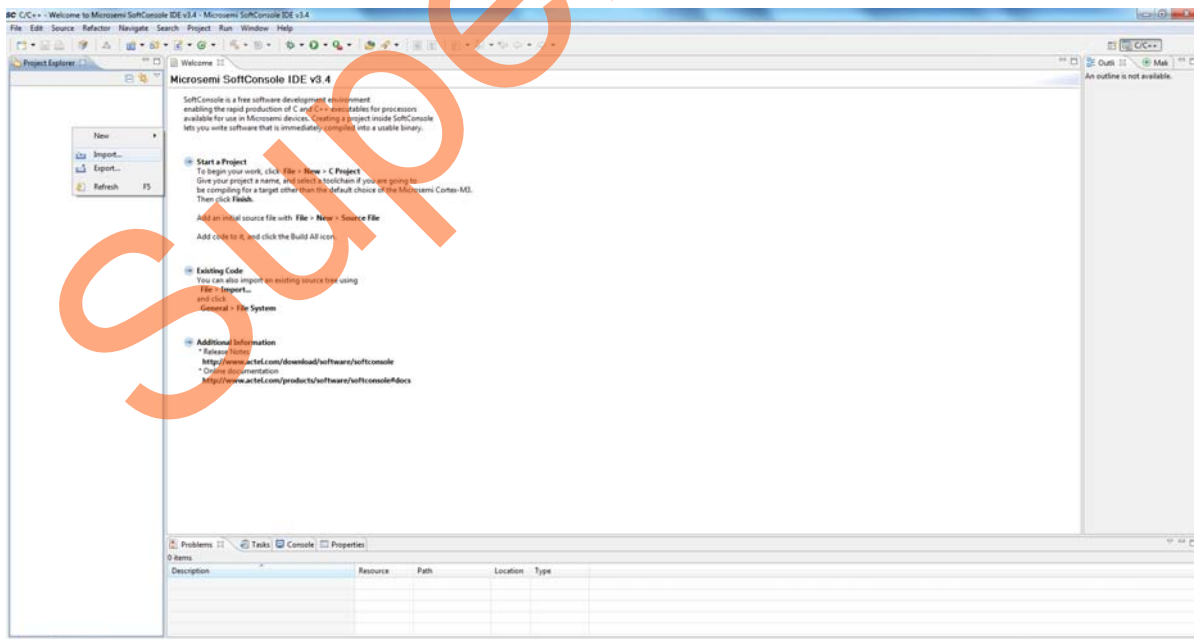 C/C++ - Welcome to Microsemi SoftConsole IDE v3.4 - Microsemi SoftConsole IDE v3.4
File Edit Source Refactor Navigate Search Project Run Window Help
C/C++
Project Explorer
Welcome
Outli
Mak
Microsemi SoftConsole IDE v3.4
An outline is not available.
SoftConsole is a free software development environment
enabling the rapid production of C and C++ executables for processors
available for use in Microsemi devices. Creating a project inside SoftConsole
lets you write software that is immediately compiled into a usable binary.
New
Import...
Export...
Refresh F5
Start a Project
To begin your work, click File > New > C Project
Give your project a name, and select a toolchain if you are going to
be compiling for a target other than the default choice of the Microsemi Cortex-M3.
Then click Finish.
Add an initial source file with File > New > Source File
Add code to it, and click the Build All icon.
Existing Code
You can also import an existing source tree using
File > Import...
and click
General > File System
Additional Information
* Release Notes
http://www.actel.com/download/software/softconsole
* Online documentation
http://www.actel.com/products/software/softconsole#docs
Problems Tasks Console Properties
0 items
Description Resource Path Location Type
Supe